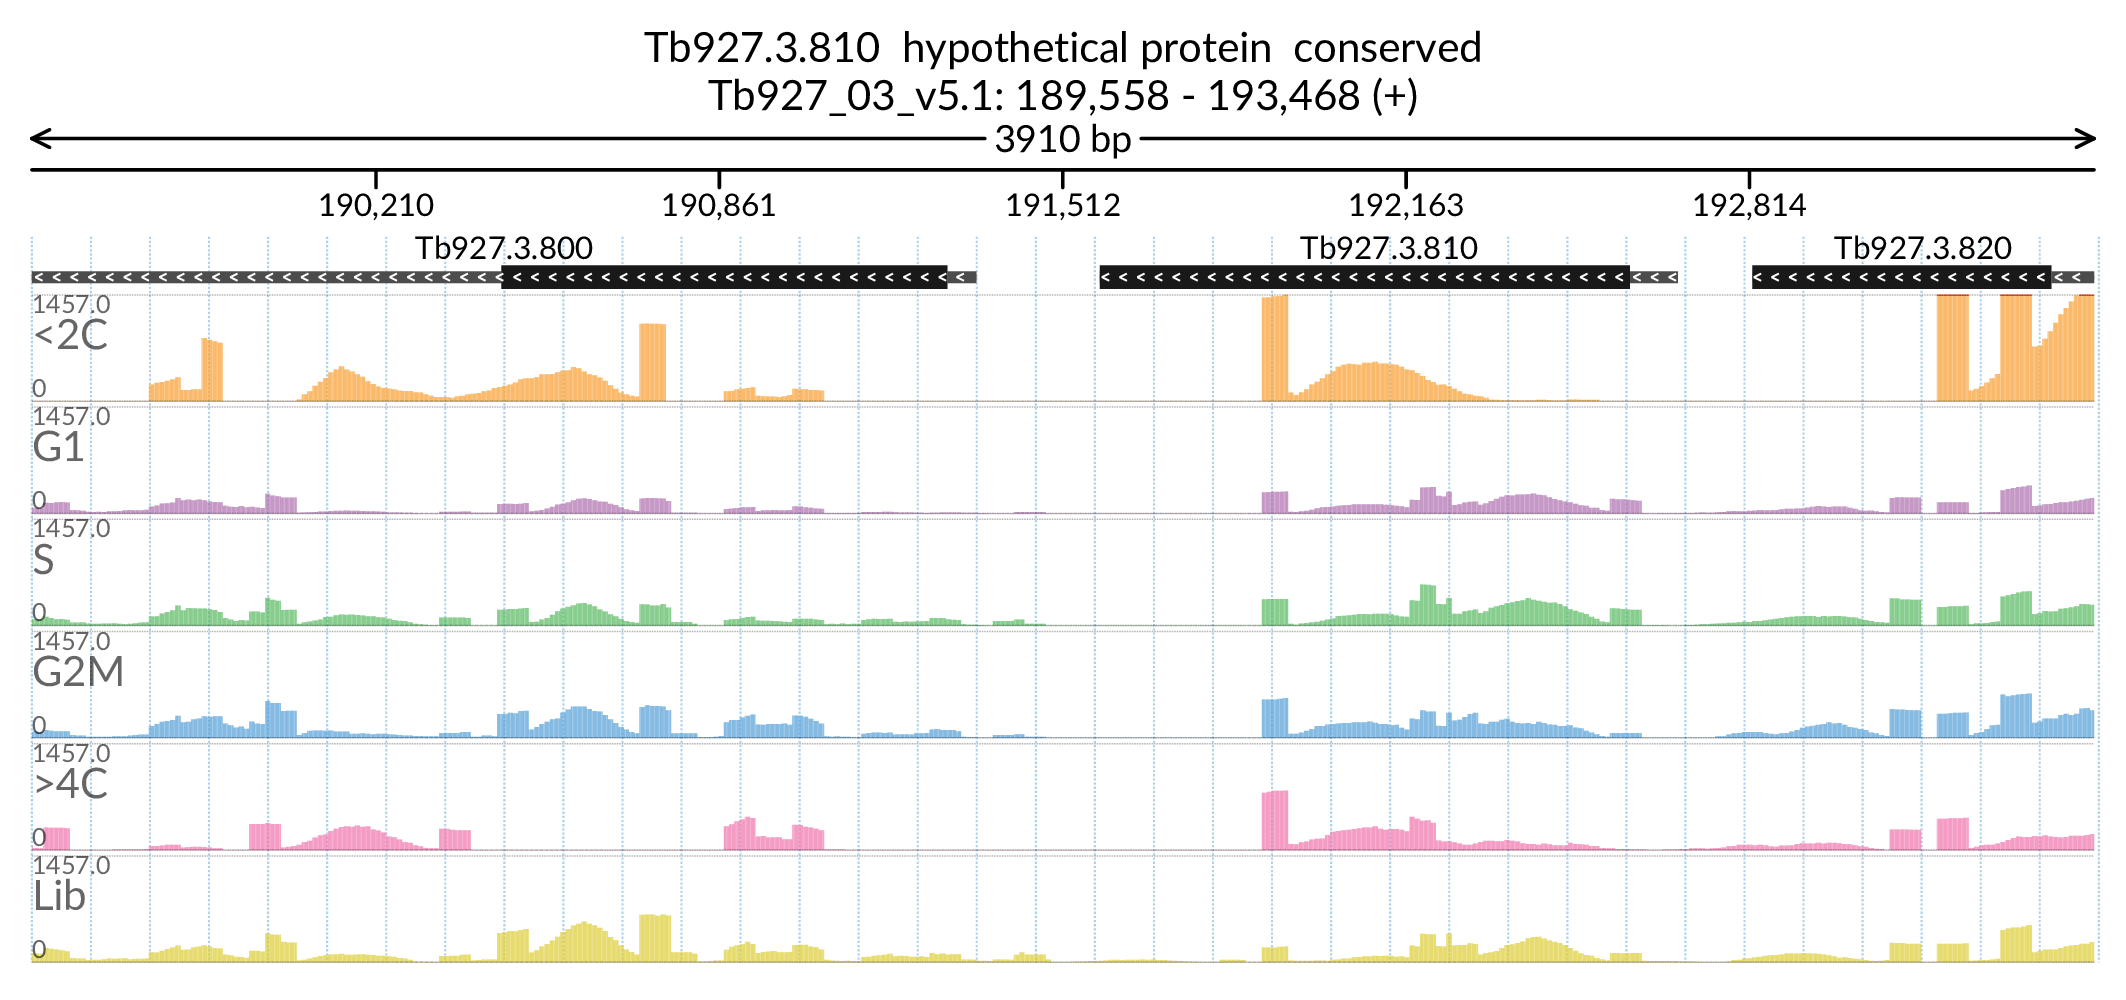 Tb927.3.810 hypothetical protein conserved
Tb927_03_v5.1: 189,558 - 193,468 (+)
3910 bp
190,210 190,861 191,512 192,163 192,814
Tb927.3.800 Tb927.3.810 Tb927.3.820
1457.0
<2C
0
1457.0
G1
0
1457.0
S
0
1457.0
G2M
0
1457.0
>4C
0
1457.0
Lib
0